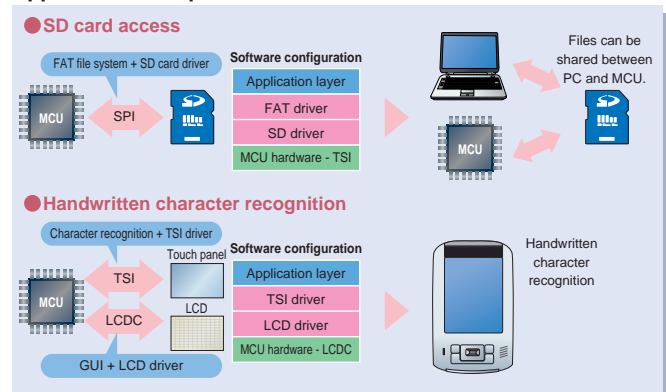 ●SD card access
FAT file system + SD card driver
MCU
SPI
SD
Software configuration
Application layer
FAT driver
SD driver
MCU hardware - TSI
Files can be
shared between
PC and MCU.
MCU
SD
●Handwritten character recognition
Character recognition + TSI driver
MCU
TSI
Touch panel
LCDC
LCD
GUI + LCD driver
Software configuration
Application layer
TSI driver
LCD driver
MCU hardware - LCDC
Handwritten
character
recognition